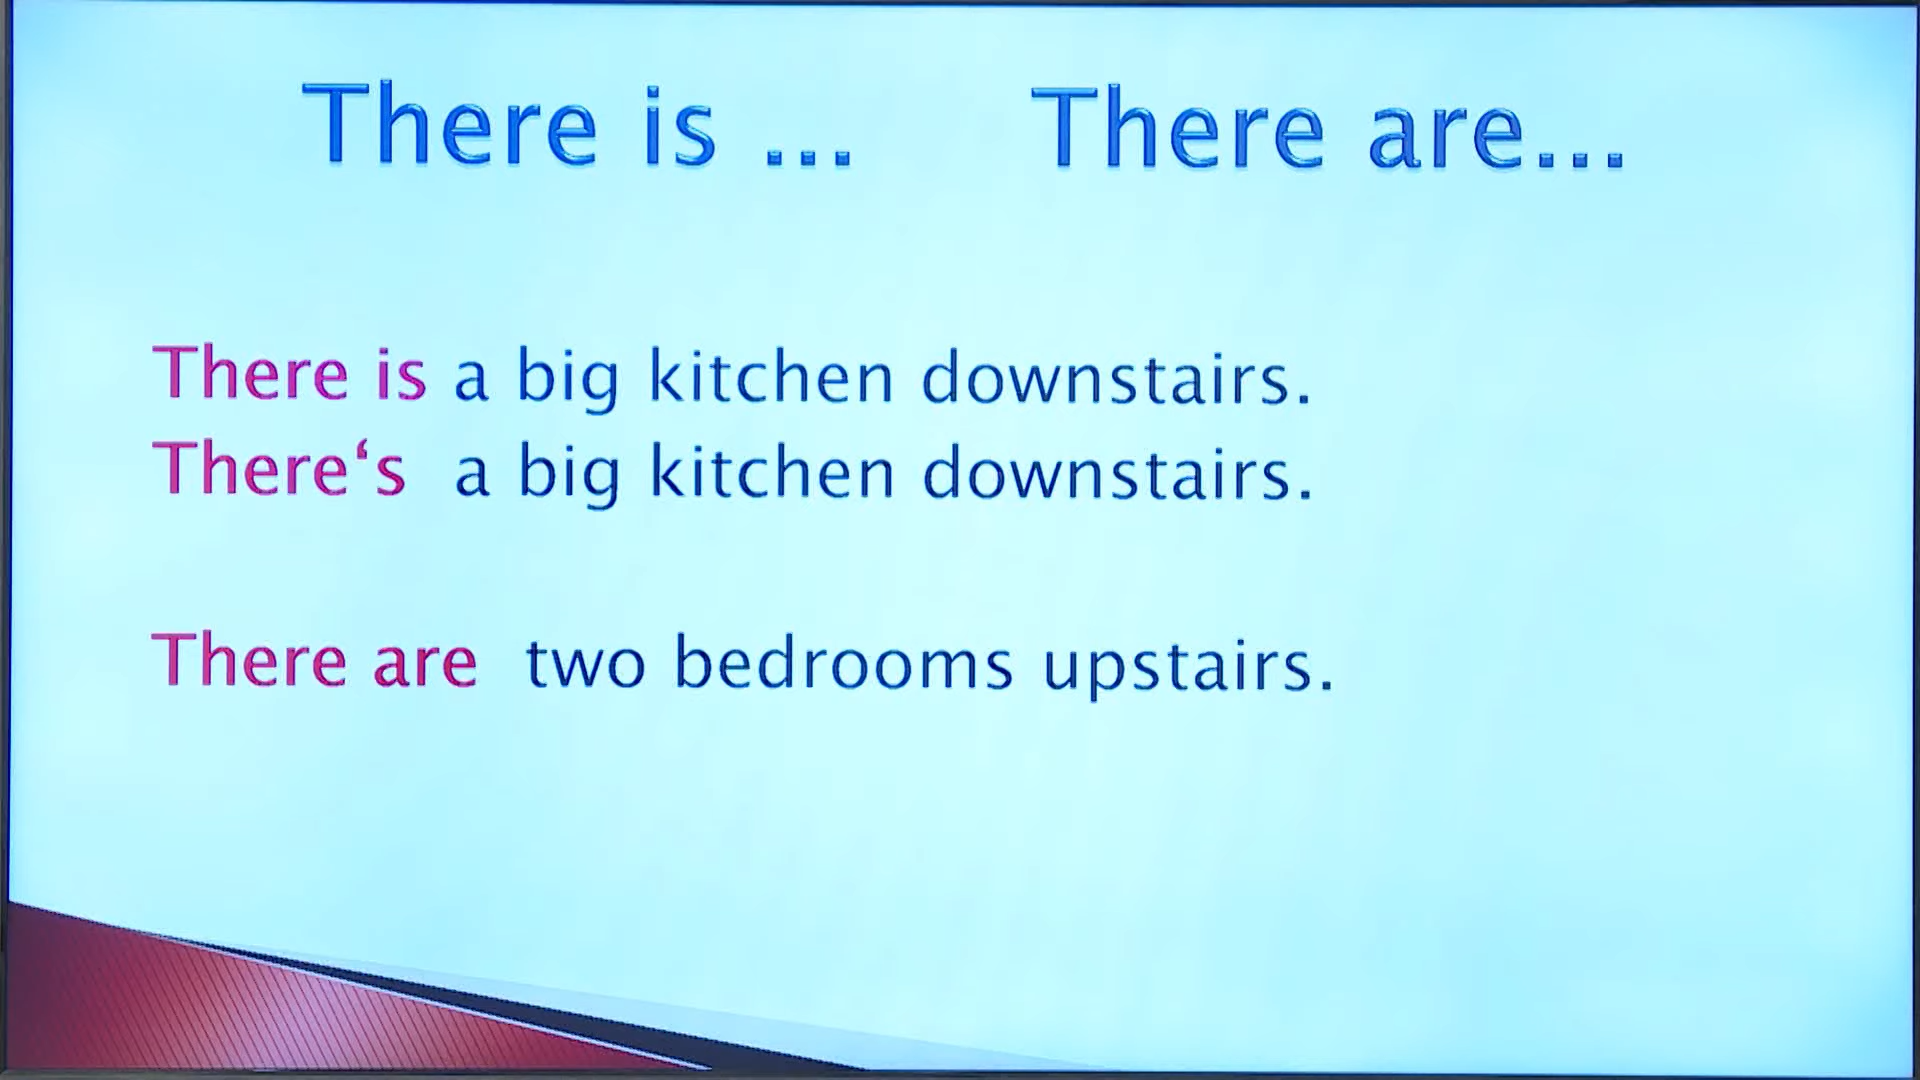 There is ... There are...
There is a big kitchen downstairs.
There‘s a big kitchen downstairs.
There are two bedrooms upstairs.